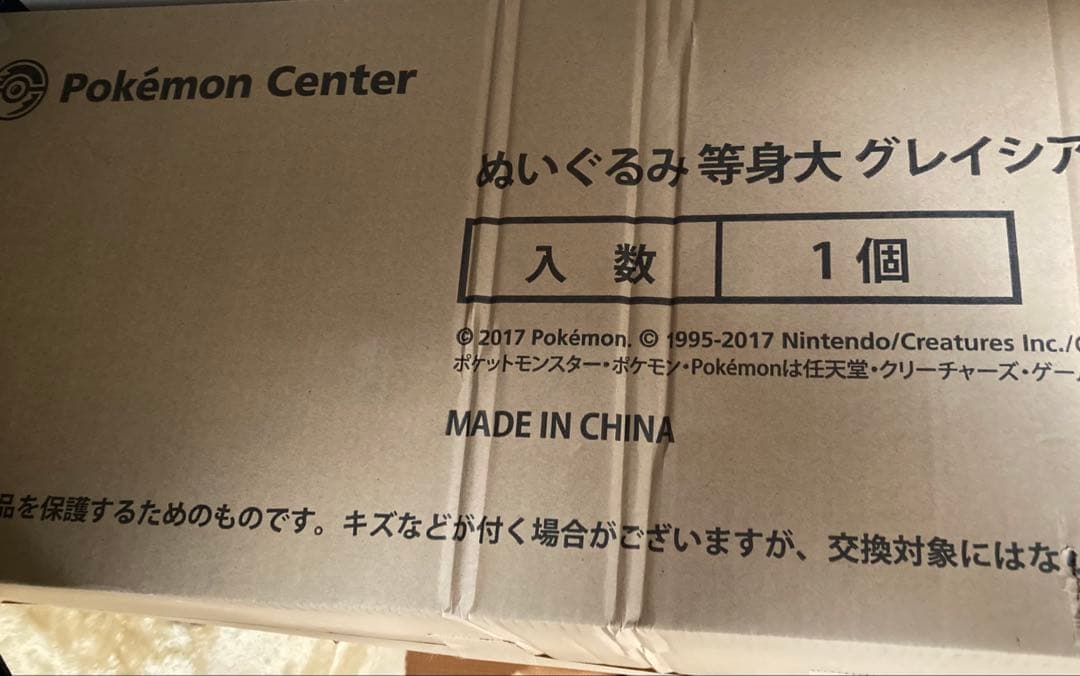 Pokémon Center
ぬいぐるみ 等身大 グレイシア
入 数 1個
© 2017 Pokémon. © 1995-2017 Nintendo/Creatures Inc./
ポケットモンスター・ポケモン・Pokémonは任天堂・クリーチャーズ・ゲー
MADE IN CHINA
品を保護するためのものです。キズなどが付く場合がございますが、交換対象にはな